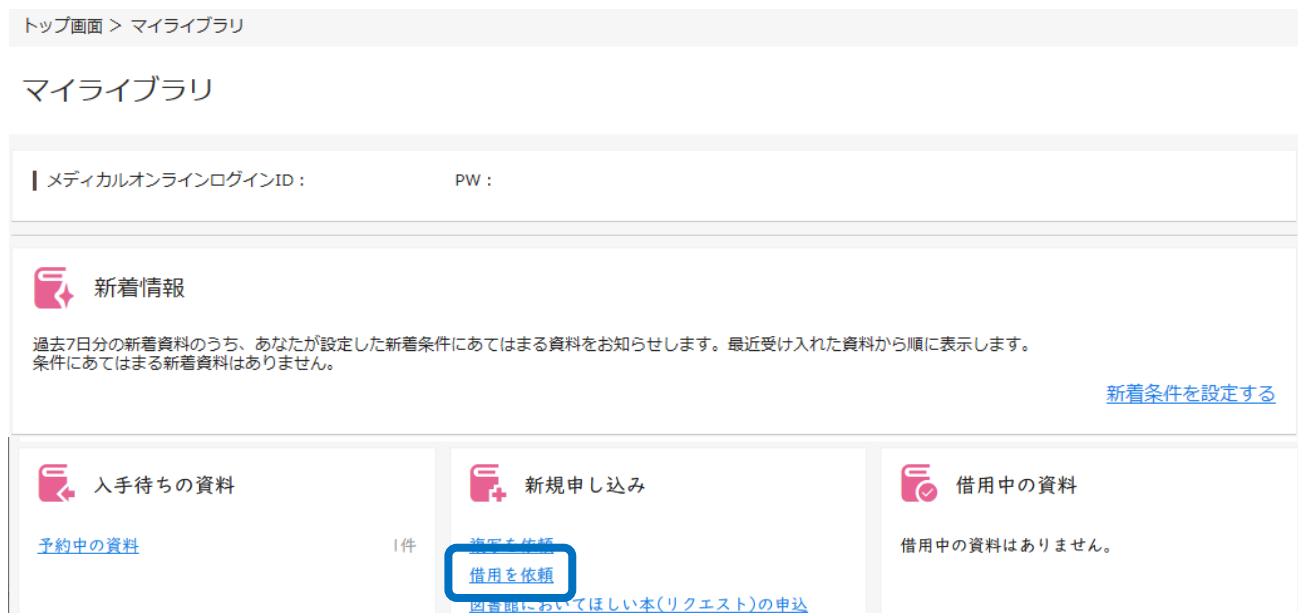 トップ画面 > マイライブラリ
マイライブラリ
メディカルオンラインログインID： PW：
新着情報
過去7日分の新着資料のうち、あなたが設定した新着条件にあてはまる資料をお知らせします。最近受け入れた資料から順に表示します。
条件にあてはまる新着資料はありません。
新着条件を設定する
入手待ちの資料
予約中の資料 1件
新規申し込み
複写を依頼
借用を依頼
図書館においてほしい本(リクエスト)の申込
借用中の資料
借用中の資料はありません。